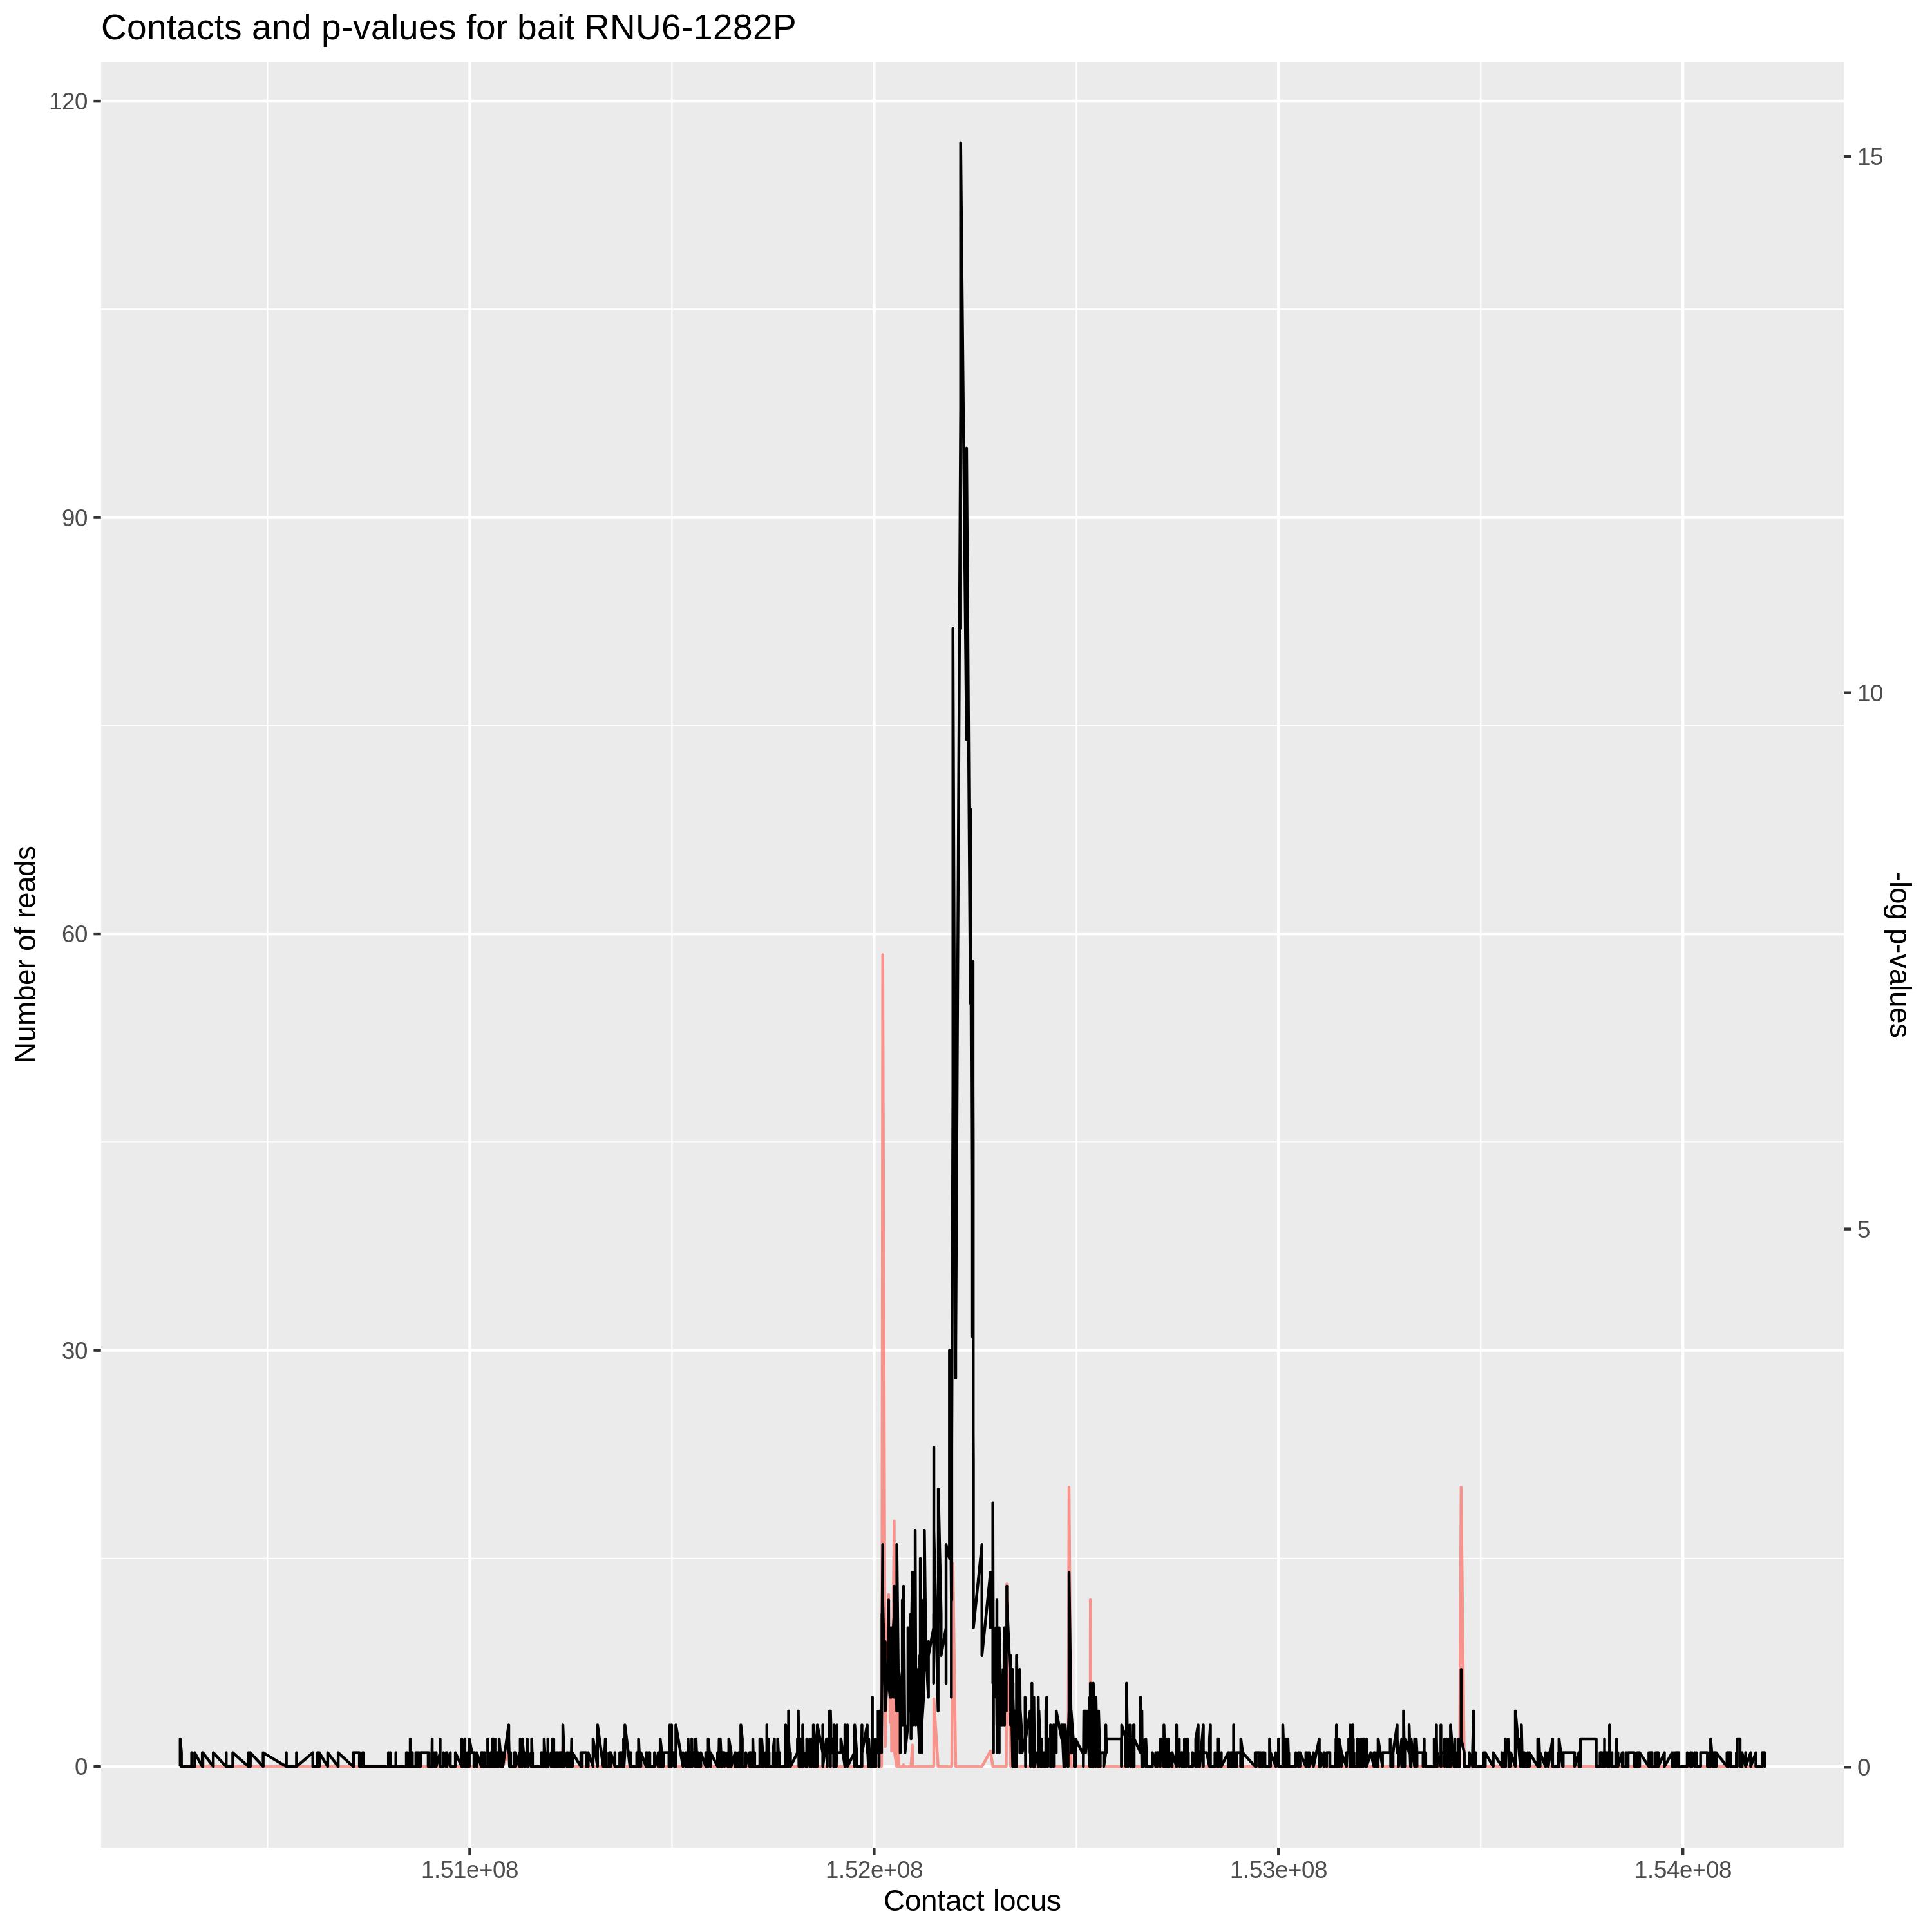 Contacts and p-values for bait RNU6-1282P
120
90
60
30
0
15
10
5
0
Number of reads
-log p-values
1.51e+08
1.52e+08
1.53e+08
1.54e+08
Contact locus